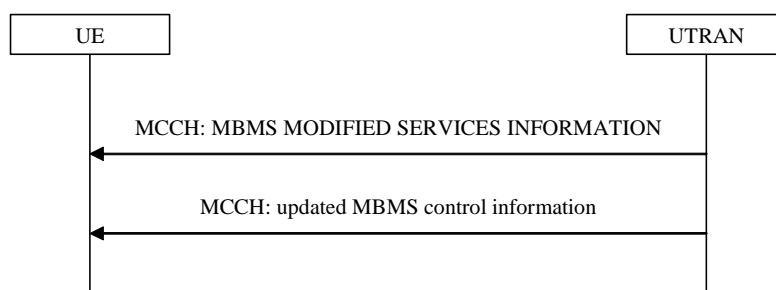 UE
UTRAN
MCCH: MBMS MODIFIED SERVICES INFORMATION
MCCH: updated MBMS control information